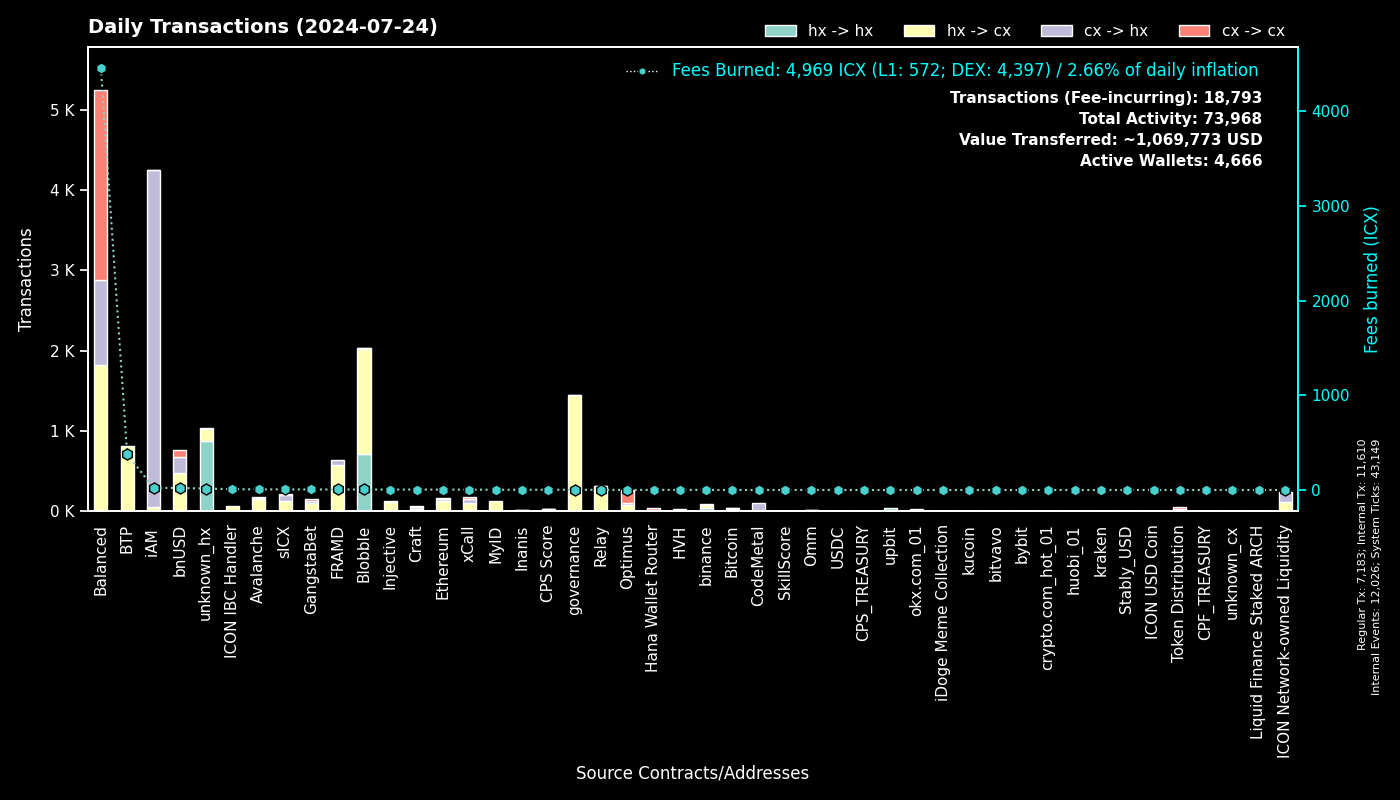 Daily Transactions (2024-07-24)
hx -> hx
hx -> cx
cx -> hx
cx -> cx
Fees Burned: 4,969 ICX (L1: 572; DEX: 4,397) / 2.66% of daily inflation
Transactions (Fee-incurring): 18,793
Total Activity: 73,968
Value Transferred: ~1,069,773 USD
Active Wallets: 4,666
Transactions
5 K
4 K
3 K
2 K
1 K
0 K
4000
3000
2000
1000
0
Fees burned (ICX)
Balanced
BTP
iAM
bnUSD
unknown_hx
ICON IBC Handler
Avalanche
sICX
GangstaBet
FRAMD
Blobble
Injective
Craft
Ethereum
xCall
MyID
Inanis
CPS Score
governance
Relay
Optimus
Hana Wallet Router
HVH
binance
Bitcoin
CodeMetal
SkillScore
Omm
USDC
CPS_TREASURY
upbit
okx.com_01
iDoge Meme Collection
kucoin
bitvavo
bybit
crypto.com_hot_01
huobi_01
kraken
Stably_USD
ICON USD Coin
Token Distribution
CPF_TREASURY
unknown_cx
Liquid Finance Staked ARCH
ICON Network-owned Liquidity
Source Contracts/Addresses
Regular Tx: 7,183; Internal Tx: 11,610
Internal Events: 12,026; System Ticks: 43,149